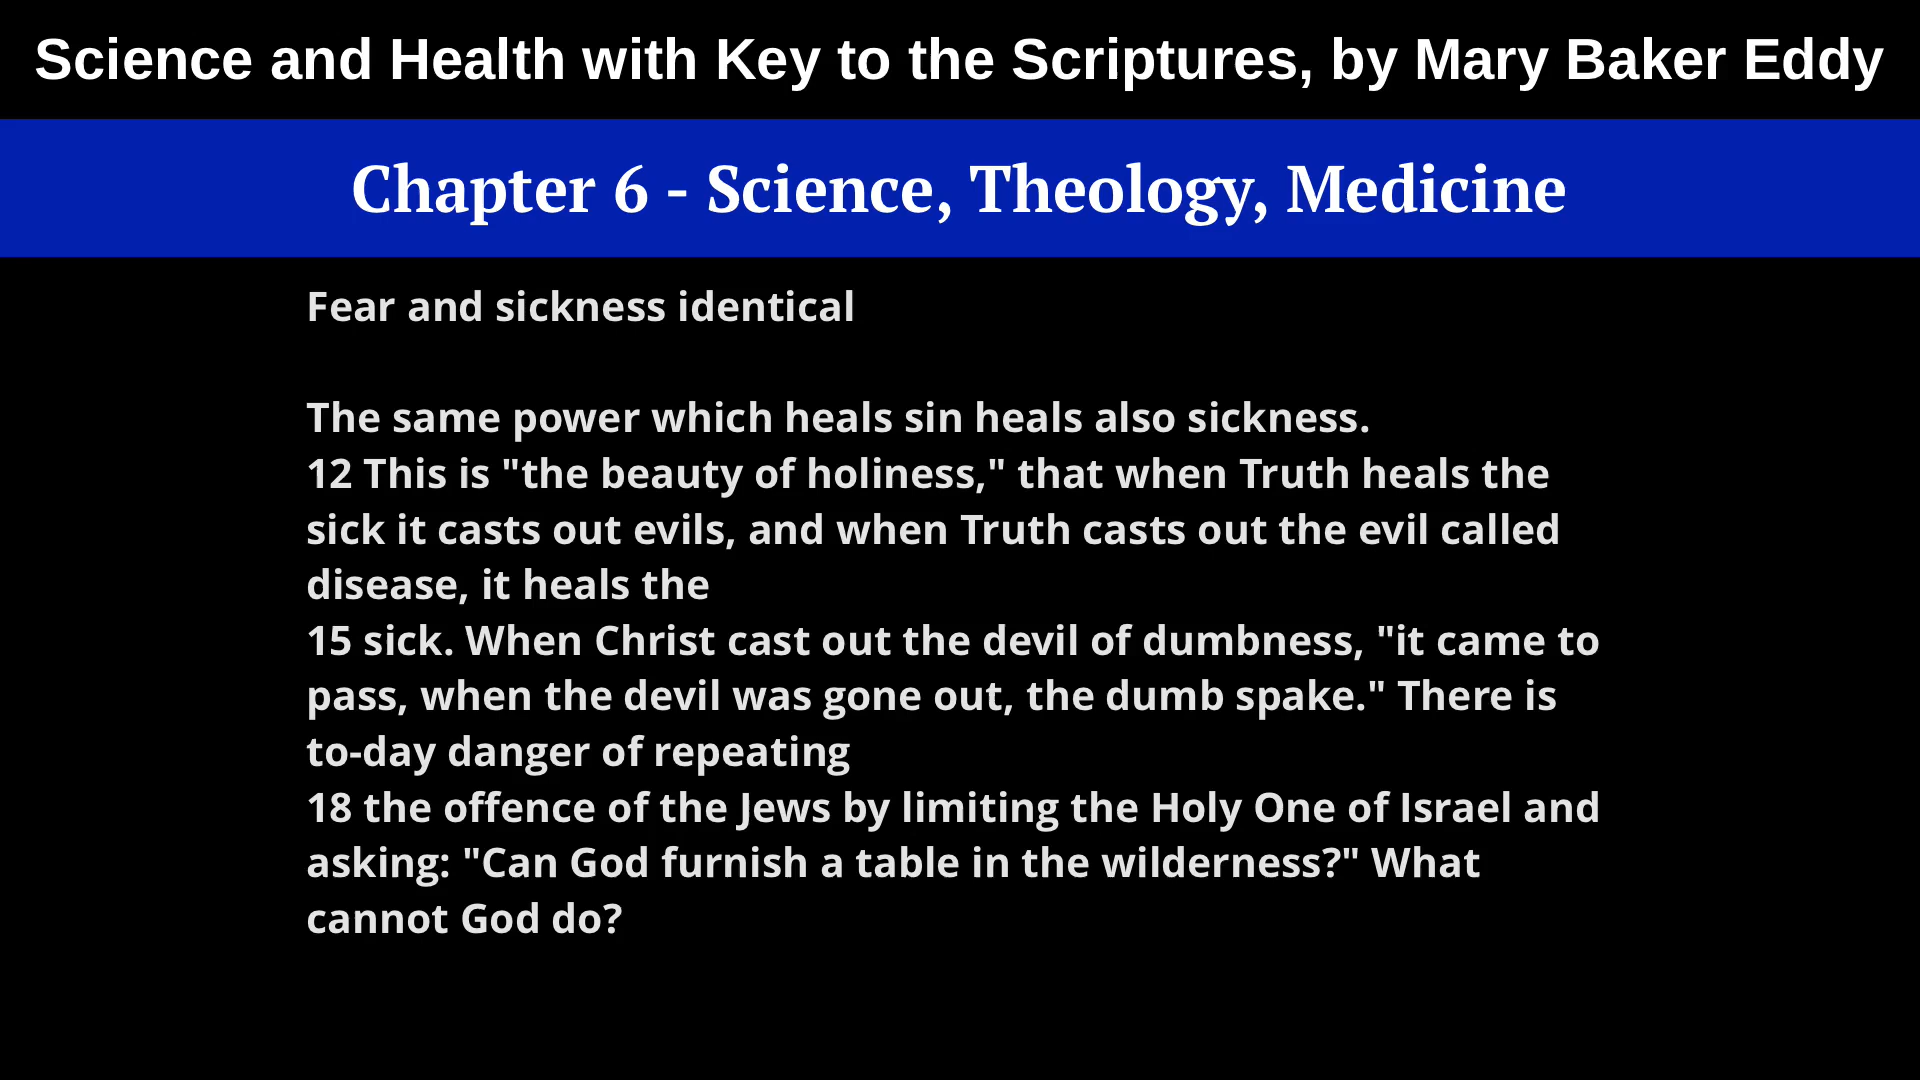 Science and Health with Key to the Scriptures, by Mary Baker Eddy
Chapter 6 - Science, Theology, Medicine
Fear and sickness identical
The same power which heals sin heals also sickness.
12 This is "the beauty of holiness," that when Truth heals the
sick it casts out evils, and when Truth casts out the evil called
disease, it heals the
15 sick. When Christ cast out the devil of dumbness, "it came to
pass, when the devil was gone out, the dumb spake." There is
to-day danger of repeating
18 the offence of the Jews by limiting the Holy One of Israel and
asking: "Can God furnish a table in the wilderness?" What
cannot God do?